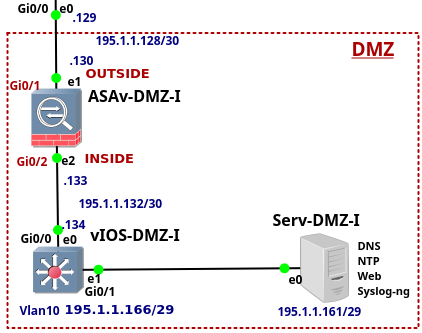 Gi0/0 e0
.129
195.1.1.128/30
DMZ
.130
OUTSIDE
Gi0/1 e1
ASAv-DMZ-I
Gi0/2 e2 INSIDE
.133
195.1.1.132/30
.134
Gi0/0 e0 vIOS-DMZ-I
Serv-DMZ-I
DNS
NTP
Web
Syslog-ng
e1
Gi0/1
e0
Vlan10 195.1.1.166/29
195.1.1.161/29